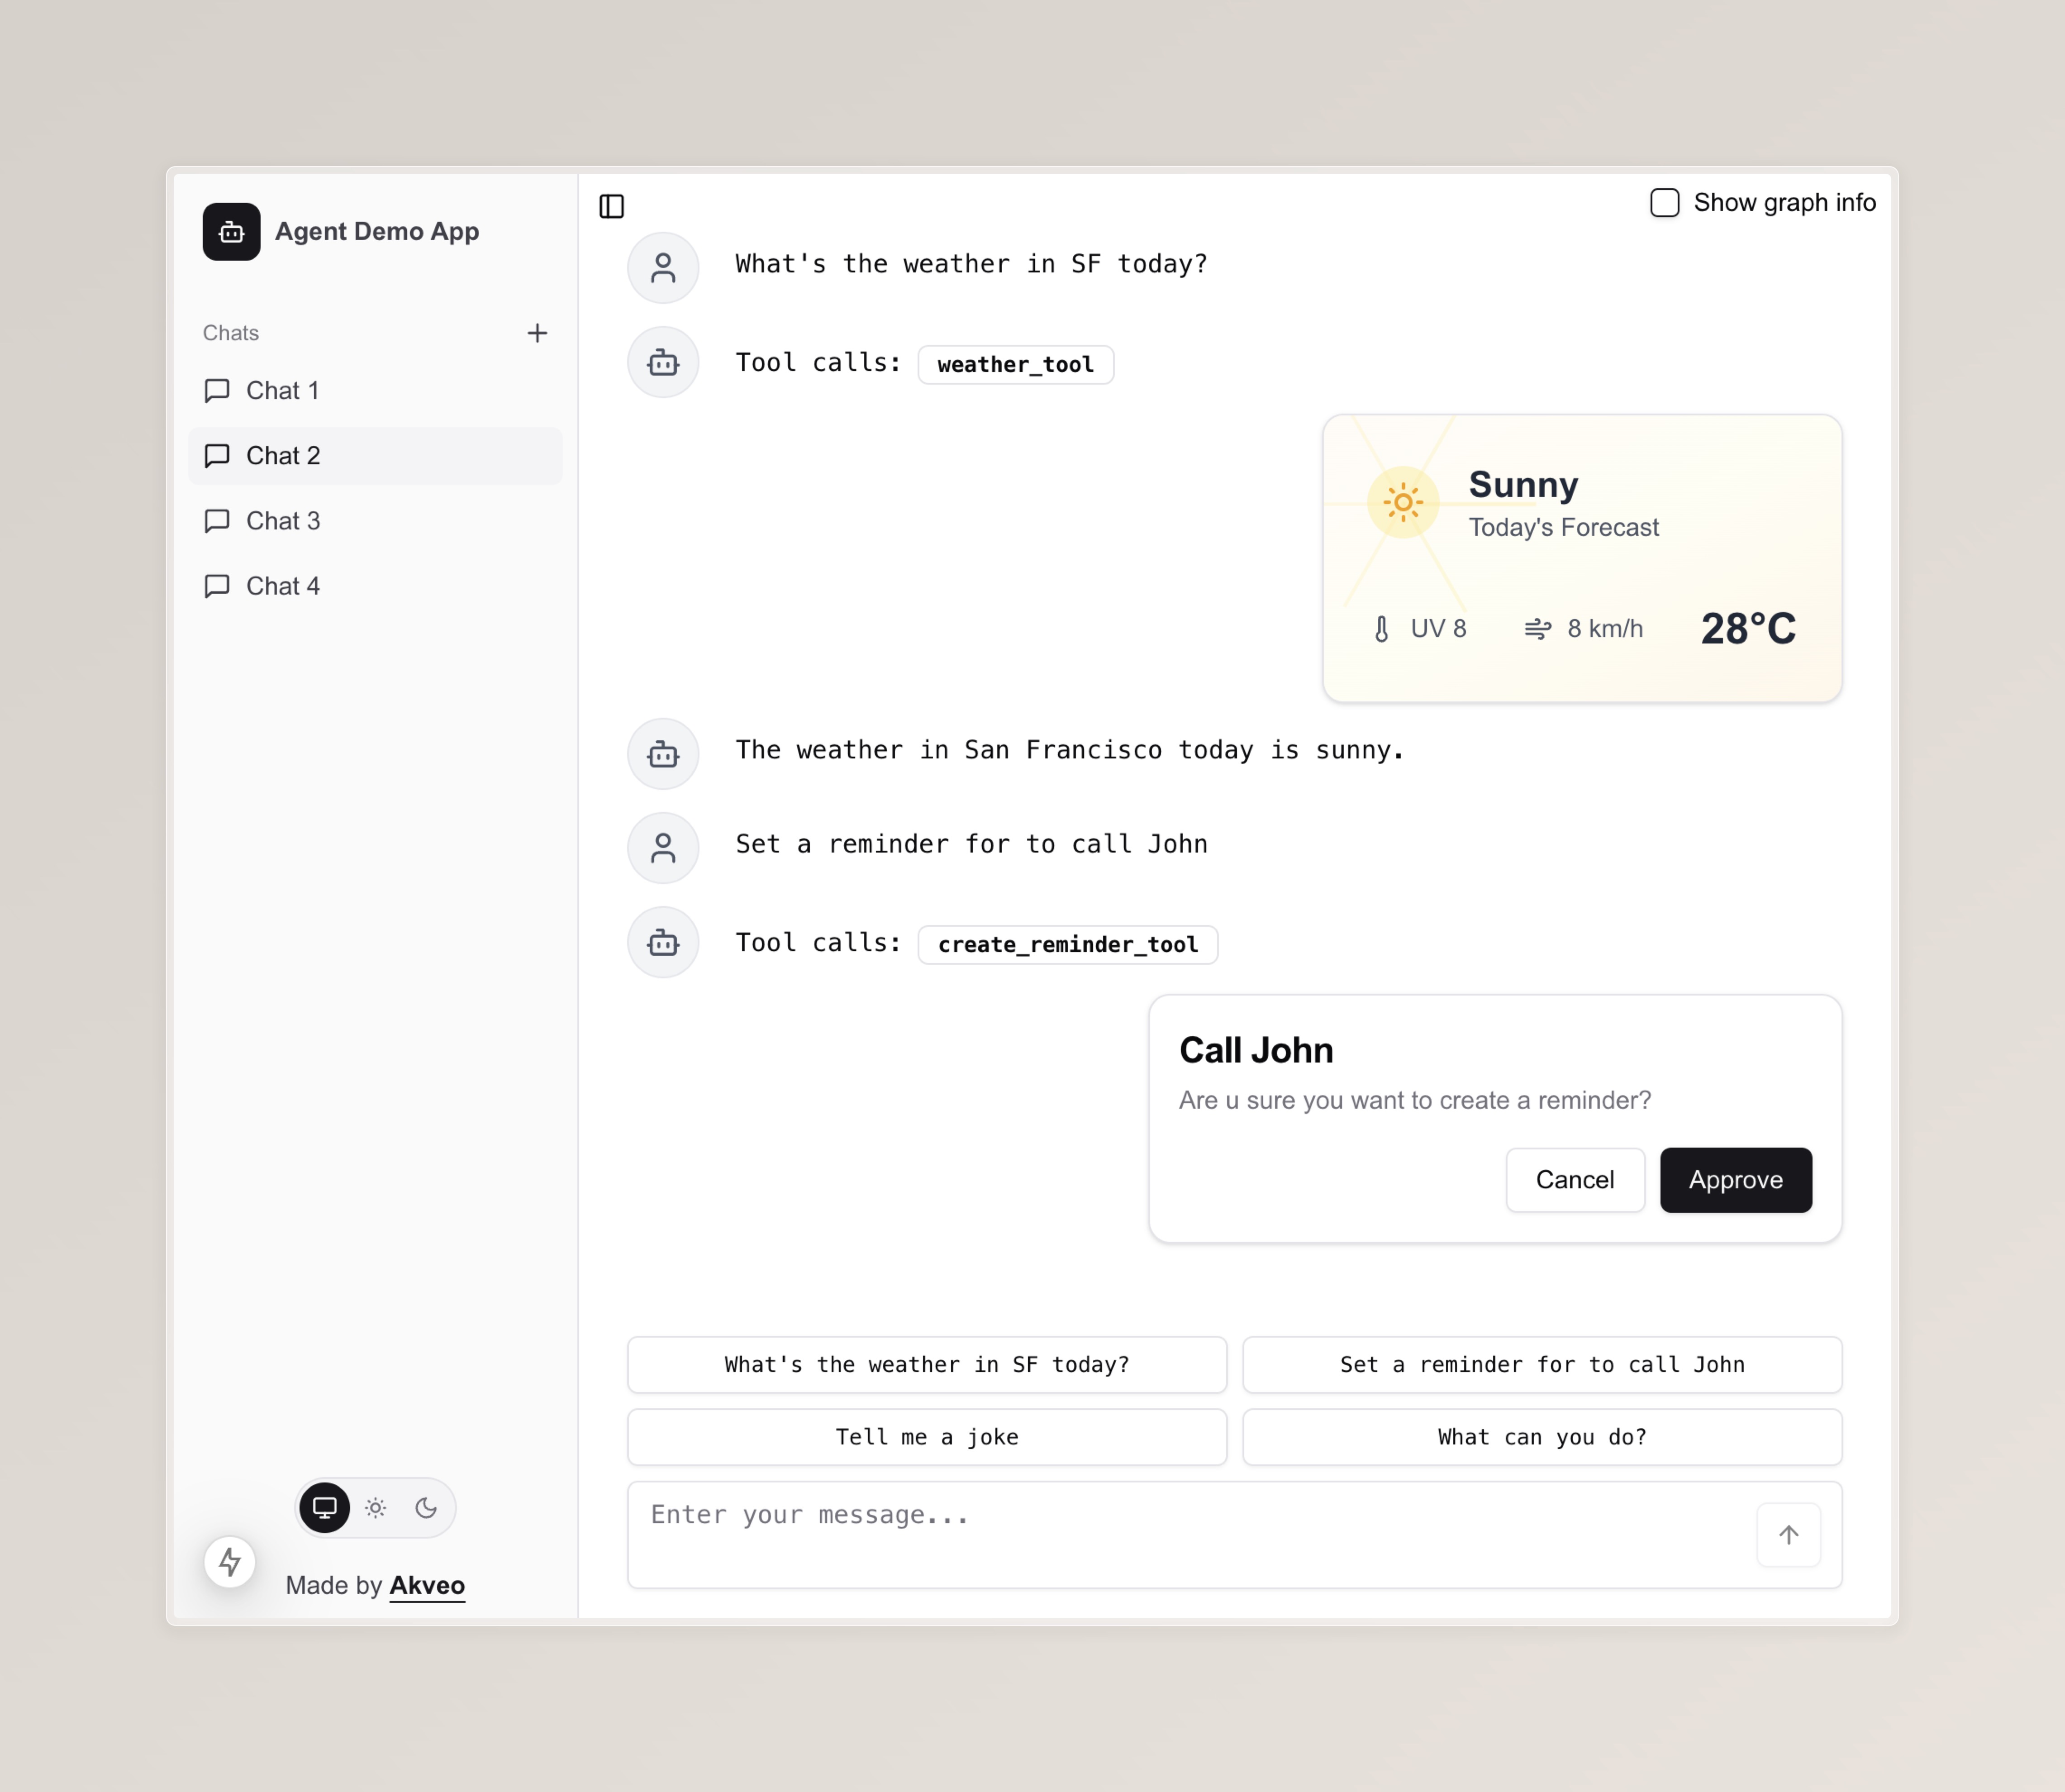 Agent Demo App
Chats
Chat 1
Chat 2
Chat 3
Chat 4
Made by Akveo
Show graph info
What's the weather in SF today?
Tool calls: weather_tool
Sunny
Today's Forecast
UV 8 8 km/h 28°C
The weather in San Francisco today is sunny.
Set a reminder for to call John
Tool calls: create_reminder_tool
Call John
Are u sure you want to create a reminder?
Cancel Approve
What's the weather in SF today? Set a reminder for to call John
Tell me a joke What can you do?
Enter your message...